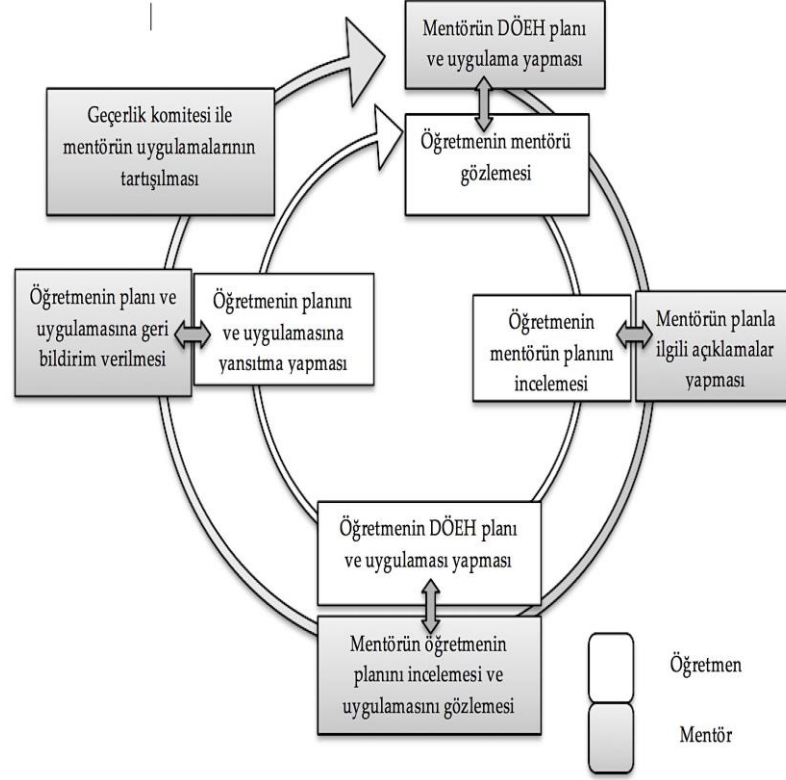 Mentörün DÖEH planı
ve uygulama yapması
Öğretmenin mentörü
gözlemesi
Geçerlik komitesi ile
mentörün uygulamalarının
tartışılması
Öğretmenin planı ve
uygulamasına geri
bildirim verilmesi
Öğretmenin planını
ve uygulamasına
yansıtma yapması
Öğretmenin
mentörün planını
incelemesi
Mentörün planla
ilgili açıklamalar
yapması
Öğretmenin DÖEH planı
ve uygulaması yapması
Mentörün öğretmenin
planını incelemesi ve
uygulamasını gözlemesi
Öğretmen
Mentör